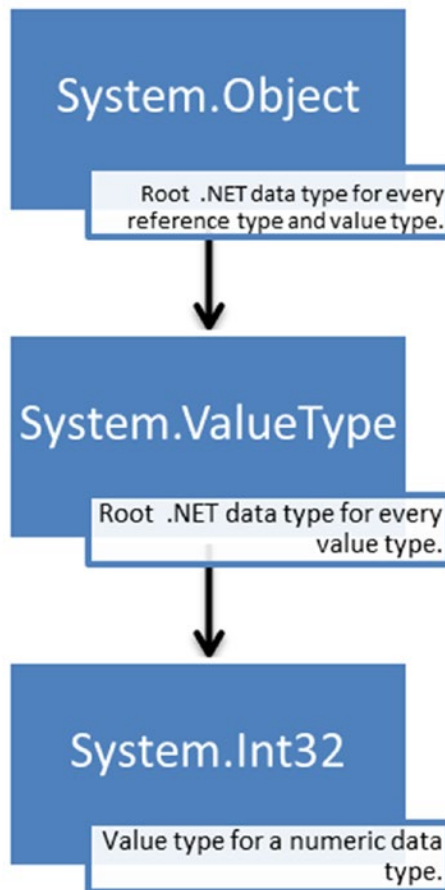 System.Object
Root .NET data type for every
reference type and value type.
System.ValueType
Root .NET data type for every
value type.
System.Int32
Value type for a numeric data
type.